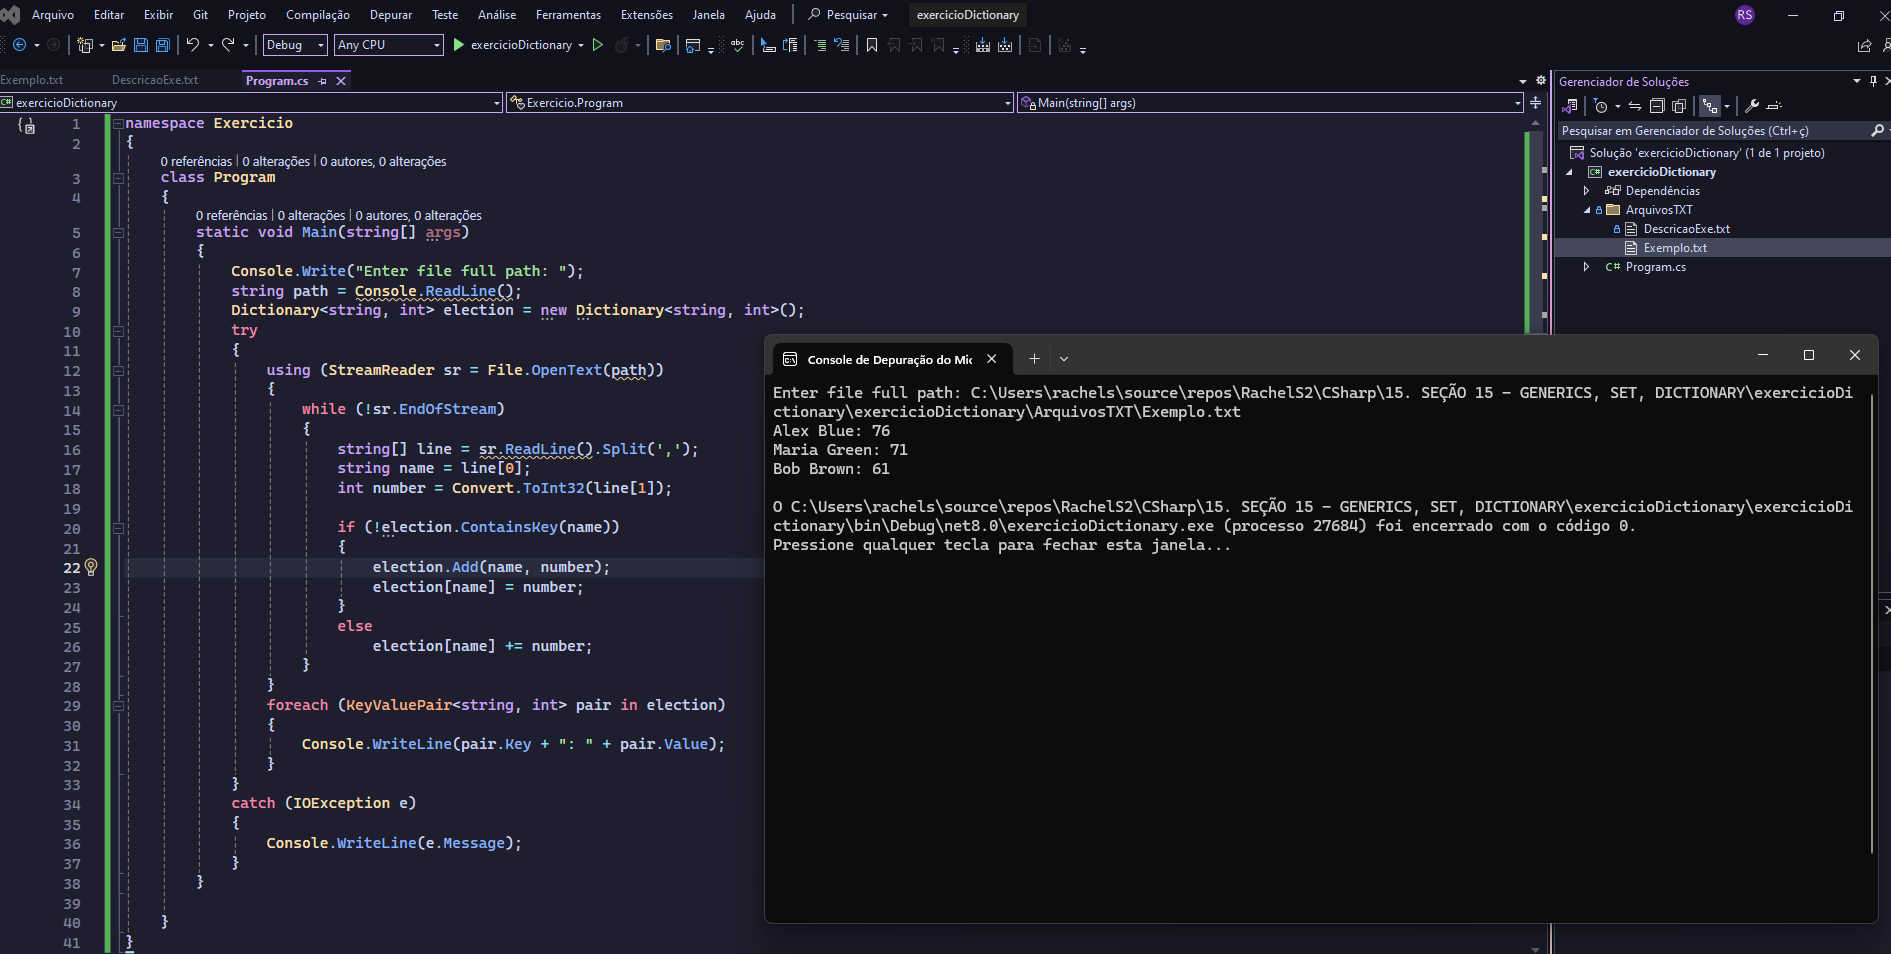 Arquivo Editar Exibir Git Projeto Compilação Depurar Teste Análise Ferramentas Extensões Janela Ajuda Pesquisar exercicioDictionary RS
Debug Any CPU exercicioDictionary
Exemplo.txt DescricaoExe.txt Program.cs
C# exercicioDictionary Exercicio.Program Main(string[] args)
1 namespace Exercicio
2 {
0 referências | 0 alterações | 0 autores, 0 alterações
3 class Program
4 {
0 referências | 0 alterações | 0 autores, 0 alterações
5 static void Main(string[] args)
6 {
7 Console.Write("Enter file full path: ");
8 string path = Console.ReadLine();
9 Dictionary<string, int> election = new Dictionary<string, int>();
10 try
11 {
12 using (StreamReader sr = File.OpenText(path))
13 {
14 while (!sr.EndOfStream)
15 {
16 string[] line = sr.ReadLine().Split(',');
17 string name = line[0];
18 int number = Convert.ToInt32(line[1]);
19
20 if (!election.ContainsKey(name))
21 {
22 election.Add(name, number);
23 election[name] = number;
24 }
25 else
26 election[name] += number;
27 }
28 }
29 foreach (KeyValuePair<string, int> pair in election)
30 {
31 Console.WriteLine(pair.Key + ": " + pair.Value);
32 }
33 }
34 catch (IOException e)
35 {
36 Console.WriteLine(e.Message);
37 }
38 }
39
40 }
41 }
Console de Depuração do Mic
Enter file full path: C:\Users\rachels\source\repos\RachelS2\CSharp\15. SEÇÃO 15 - GENERICS, SET, DICTIONARY\exercicioDi
ctionary\exercicioDictionary\ArquivosTXT\Exemplo.txt
Alex Blue: 76
Maria Green: 71
Bob Brown: 61
O C:\Users\rachels\source\repos\RachelS2\CSharp\15. SEÇÃO 15 - GENERICS, SET, DICTIONARY\exercicioDictionary\exercicioDi
ctionary\bin\Debug\net8.0\exercicioDictionary.exe (processo 27684) foi encerrado com o código 0.
Pressione qualquer tecla para fechar esta janela...
Gerenciador de Soluções
Pesquisar em Gerenciador de Soluções (Ctrl+ç)
Solução 'exercicioDictionary' (1 de 1 projeto)
C# exercicioDictionary
Dependências
ArquivosTXT
DescricaoExe.txt
Exemplo.txt
C# Program.cs